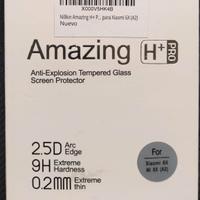 X000V5HK4B
Nillkin Amazing H+ P... para Xiaomi 6X (A2)
Nuevo
Amazing H+ PRO
Anti-Explosion Tempered Glass
Screen Protector
2.5D Arc Edge
9H Extreme Hardness
0.2mm Extreme thin
For
Xiaomi 6X
Mi 6X (A2)